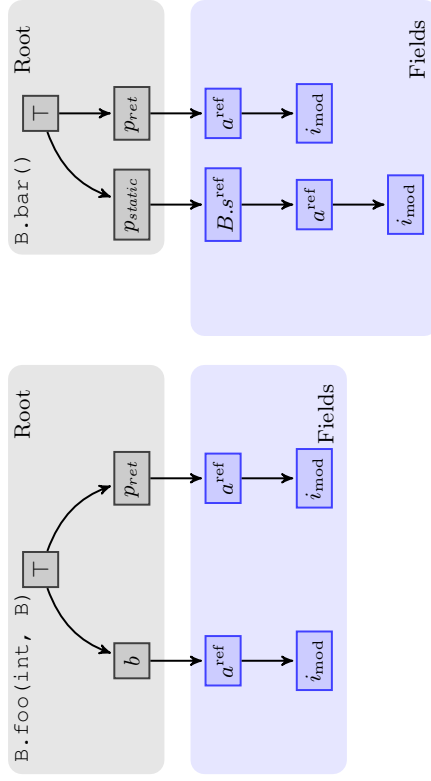 B.foo(int, B)
Root
⊤
b
p_ret
a^ref
a^ref
i_mod
i_mod
Fields
B.bar()
Root
⊤
p_static
p_ret
B.s^ref
a^ref
a^ref
i_mod
i_mod
Fields